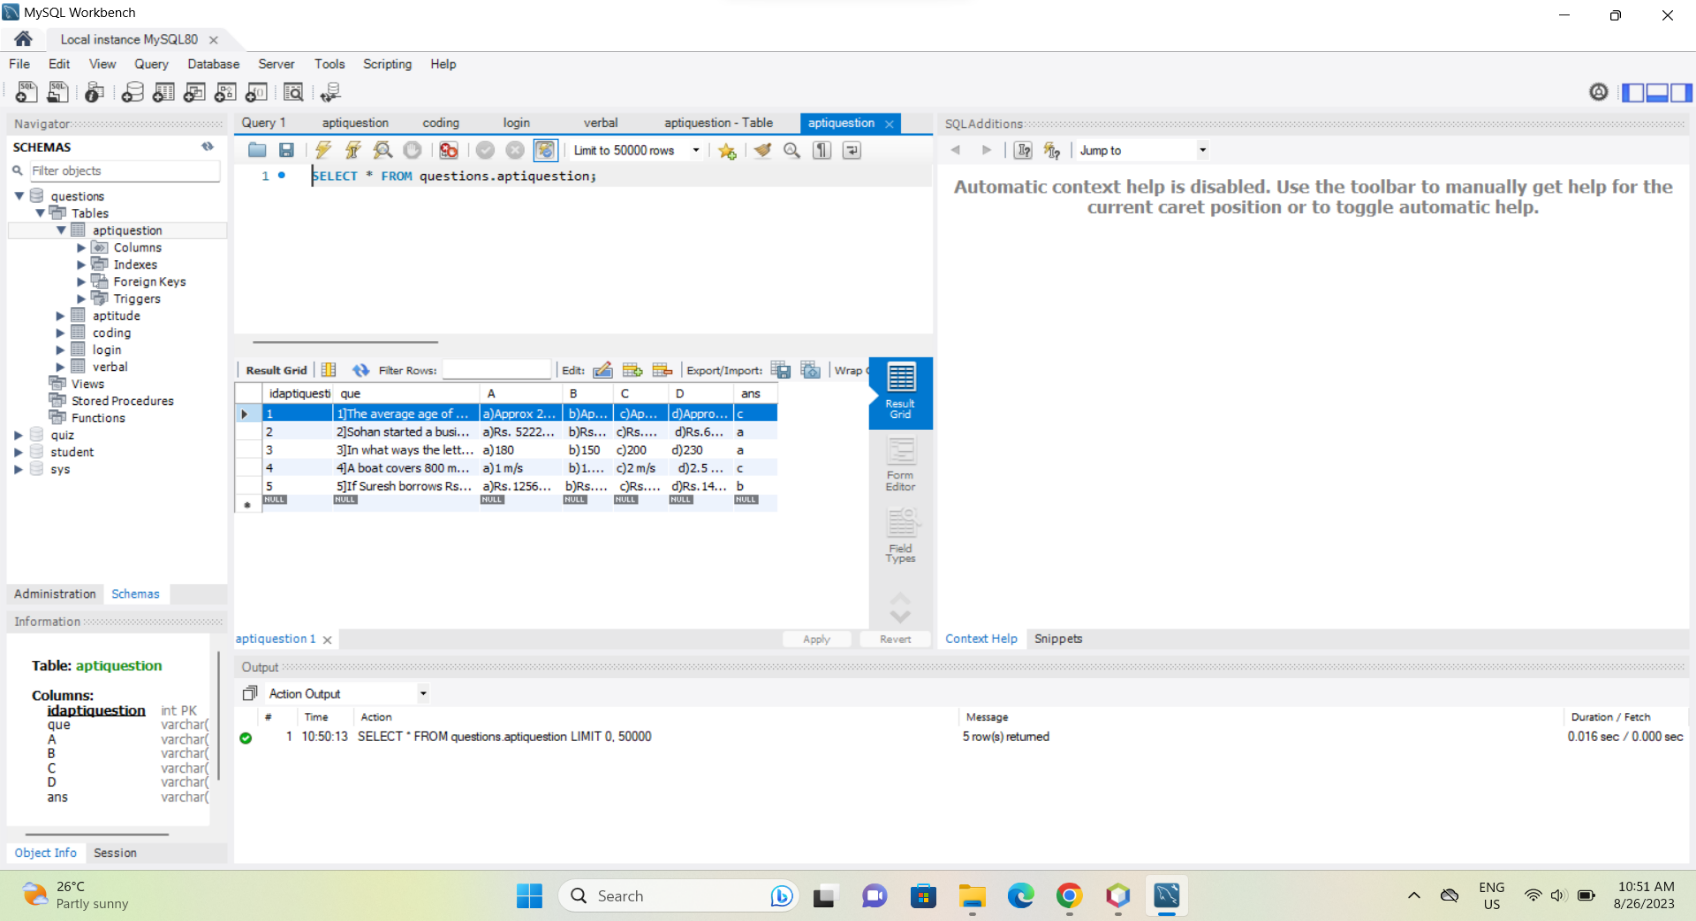 MySQL Workbench
Local instance MySQL80
File Edit View Query Database Server Tools Scripting Help
Navigator
SCHEMAS
Filter objects
questions
Tables
aptiquestion
Columns
Indexes
Foreign Keys
Triggers
aptitude
coding
login
verbal
Views
Stored Procedures
Functions
quiz
student
sys
Administration Schemas
Information
Table: aptiquestion
Columns:
idaptiquestion int PK
que varchar(
A varchar(
B varchar(
C varchar(
D varchar(
ans varchar(
Object Info Session
Query 1 aptiquestion coding login verbal aptiquestion - Table aptiquestion
Limit to 50000 rows
1 SELECT * FROM questions.aptiquestion;
Result Grid Filter Rows: Edit: Export/Import: Wrap C
idaptiquesti que A B C D ans
1 1]The average age of ... a)Approx 2... b)Ap... c)Ap... d)Appro... c
2 2]Sohan started a busi... a)Rs. 5222... b)Rs... c)Rs.... d)Rs.6... a
3 3]In what ways the lett... a)180 b)150 c)200 d)230 a
4 4]A boat covers 800 m... a)1 m/s b)1.... c)2 m/s d)2.5 ... c
5 5]If Suresh borrows Rs... a)Rs.1256... b)Rs.... c)Rs.... d)Rs.14... b
NULL NULL NULL NULL NULL NULL NULL
Result
Grid
Form
Editor
Field
Types
aptiquestion 1 Apply Revert
SQLAdditions
Jump to
Automatic context help is disabled. Use the toolbar to manually get help for the
current caret position or to toggle automatic help.
Context Help Snippets
Output
Action Output
# Time Action Message Duration / Fetch
1 10:50:13 SELECT * FROM questions.aptiquestion LIMIT 0, 50000 5 row(s) returned 0.016 sec / 0.000 sec
26°C
Partly sunny
Search
ENG
US
10:51 AM
8/26/2023